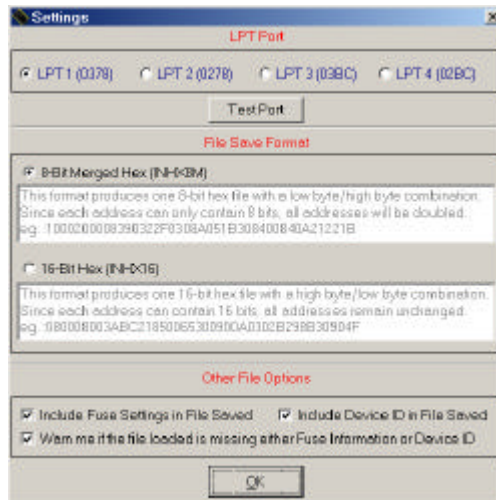 Settings
LPT Port
LPT 1 (0378) LPT 2 (0278) LPT 3 (03BC) LPT 4 (02BC)
Test Port
File Save Format
8-Bit Merged Hex (INHX8M)
This format produces one 8-bit hex file with a low byte/high byte combination.
Since each address can only contain 8 bits, all addresses will be doubled.
eg.
16-Bit Hex (INHX16)
This format produces one 16-bit hex file with a high byte/low byte combination.
Since each address can contain 16 bits, all addresses remain unchanged.
eg.
Other File Options
Include Fuse Settings in File Saved Include Device ID in File Saved
Warn me if the file loaded is missing either Fuse Information or Device ID
OK